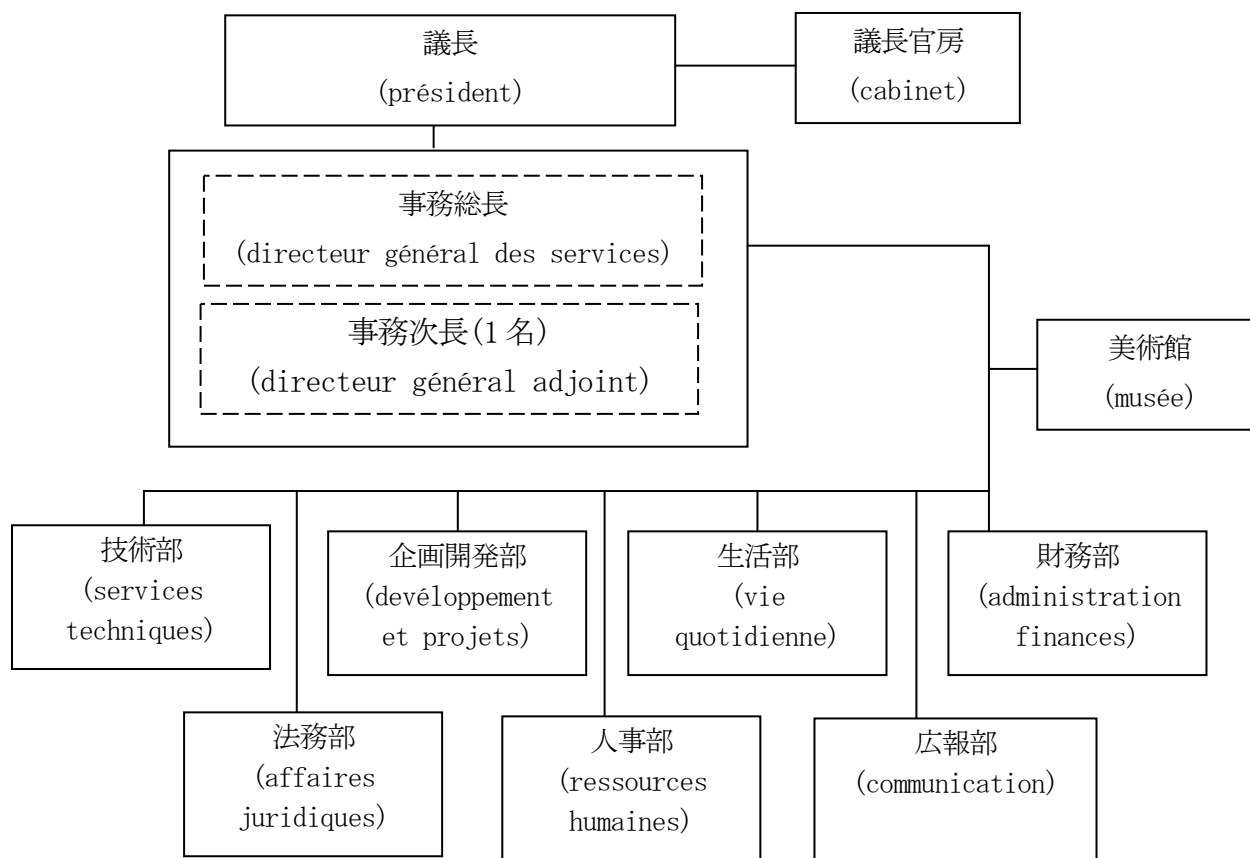 議長
(président)
議長官房
(cabinet)
事務総長
(directeur général des services)
事務次長(1 名)
(directeur général adjoint)
美術館
(musée)
技術部
(services
techniques)
企画開発部
(devéloppement
et projets)
生活部
(vie
quotidienne)
財務部
(administration
finances)
法務部
(affaires
juridiques)
人事部
(ressources
humaines)
広報部
(communication)